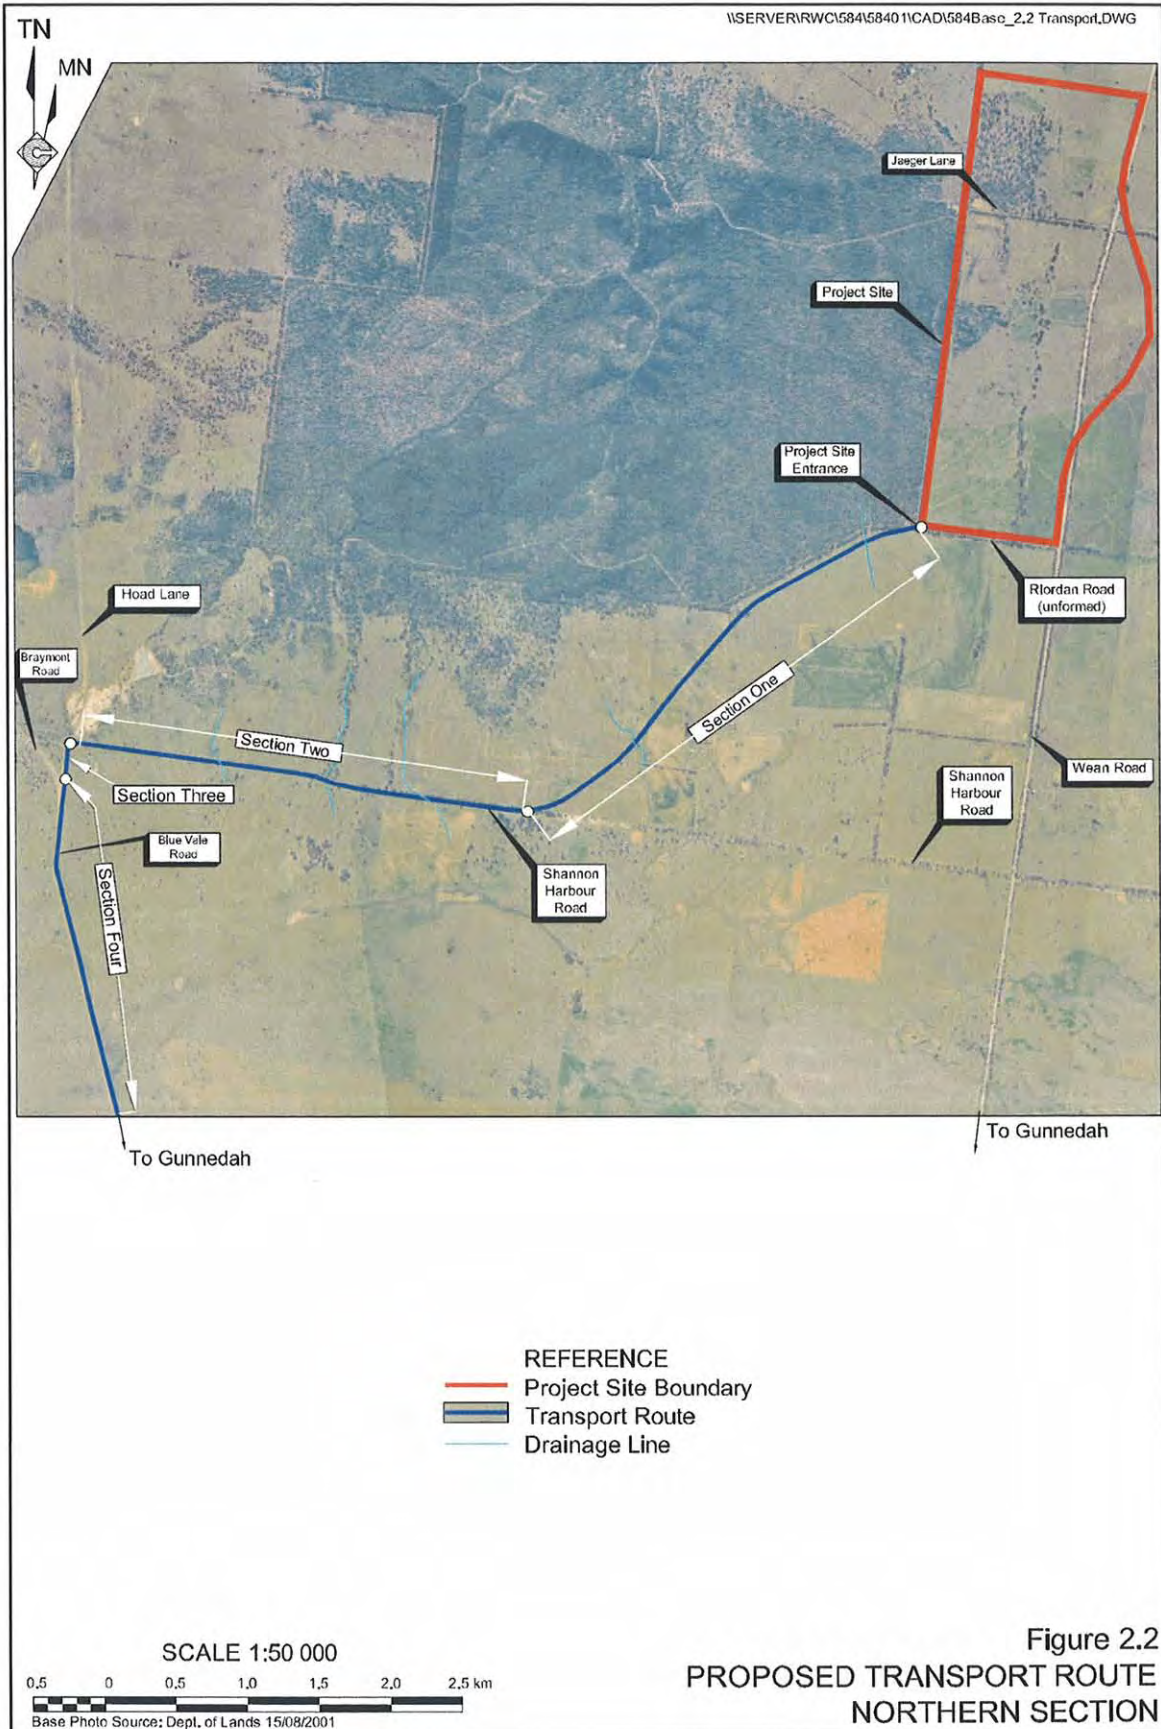 \\SERVER\RWC\584\58401\CAD\584Base_2.2 Transport.DWG
TN
MN
Jaeger Lane
Project Site
Project Site
Entrance
Hoad Lane
Riordan Road
(unformed)
Braymont
Road
Section One
Section Two
Wean Road
Section Three
Shannon
Harbour
Road
Blue Vale
Road
Section Four
Shannon
Harbour
Road
To Gunnedah
To Gunnedah
REFERENCE
Project Site Boundary
Transport Route
Drainage Line
SCALE 1:50 000
0,5 0 0,5 1,0 1,5 2,0 2,5 km
Base Photo Source: Dept. of Lands 15/08/2001
Figure 2.2
PROPOSED TRANSPORT ROUTE
NORTHERN SECTION